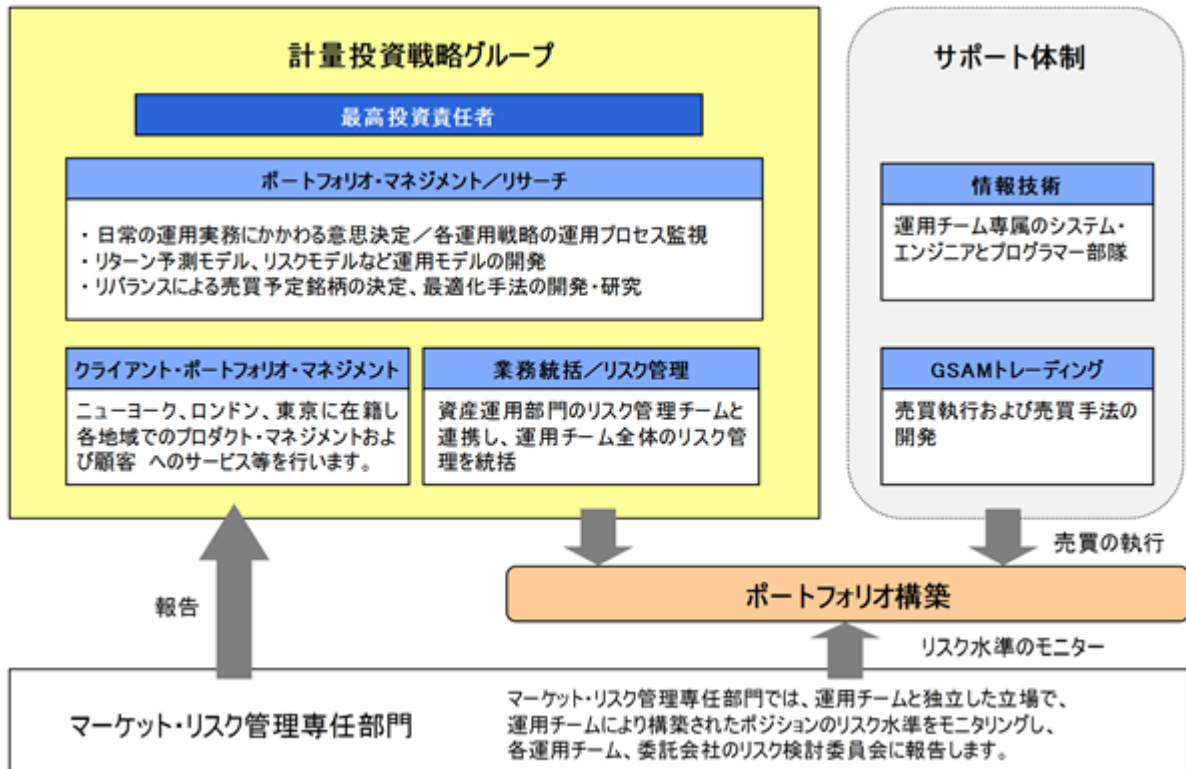 計量投資戦略グループ
最高投資責任者
ポートフォリオ・マネジメント／リサーチ
・ 日常の運用実務にかかわる意思決定／各運用戦略の運用プロセス監視
・ リターン予測モデル、リスクモデルなど運用モデルの開発
・ リバランスによる売買予定銘柄の決定、最適化手法の開発・研究
クライアント・ポートフォリオ・マネジメント
ニューヨーク、ロンドン、東京に在籍し
各地域でのプロダクト・マネジメントおよ
び顧客 へのサービス等を行います。
業務統括／リスク管理
資産運用部門のリスク管理チームと
連携し、運用チーム全体のリスク管
理を統括
サポート体制
情報技術
運用チーム専属のシステム・
エンジニアとプログラマー部隊
GSAMトレーディング
売買執行および売買手法の
開発
売買の執行
ポートフォリオ構築
報告
リスク水準のモニター
マーケット・リスク管理専任部門
マーケット・リスク管理専任部門では、運用チームと独立した立場で、
運用チームにより構築されたポジションのリスク水準をモニタリングし、
各運用チーム、委託会社のリスク検討委員会に報告します。